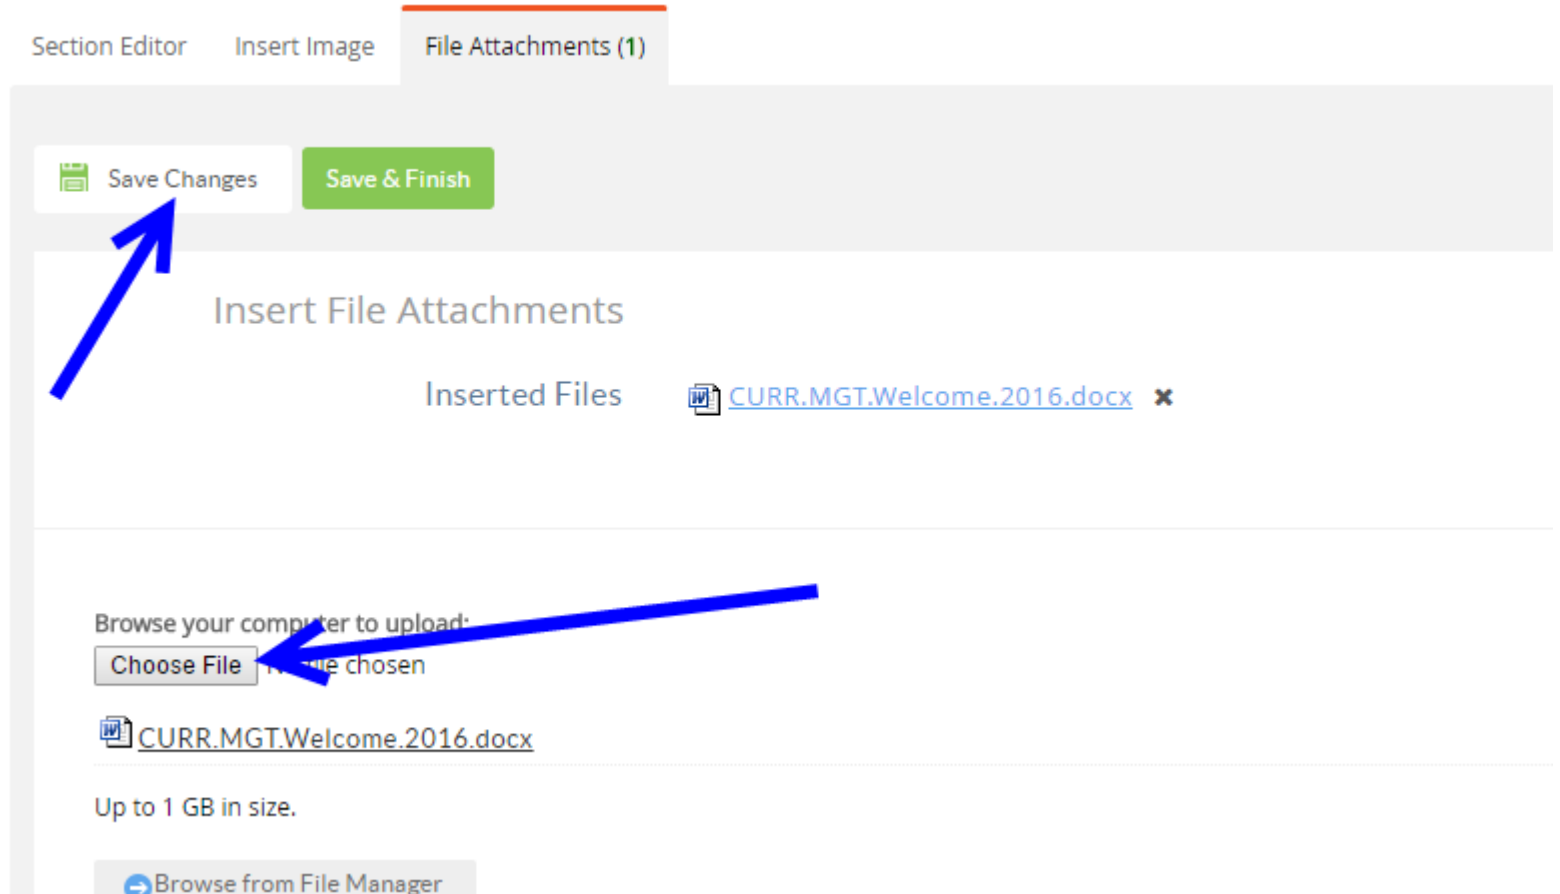 Section Editor Insert Image File Attachments (1)
Save Changes Save & Finish
Insert File Attachments
Inserted Files CURR.MGT.Welcome.2016.docx
Browse your computer to upload:
Choose File No file chosen
CURR.MGT.Welcome.2016.docx
Up to 1 GB in size.
Browse from File Manager